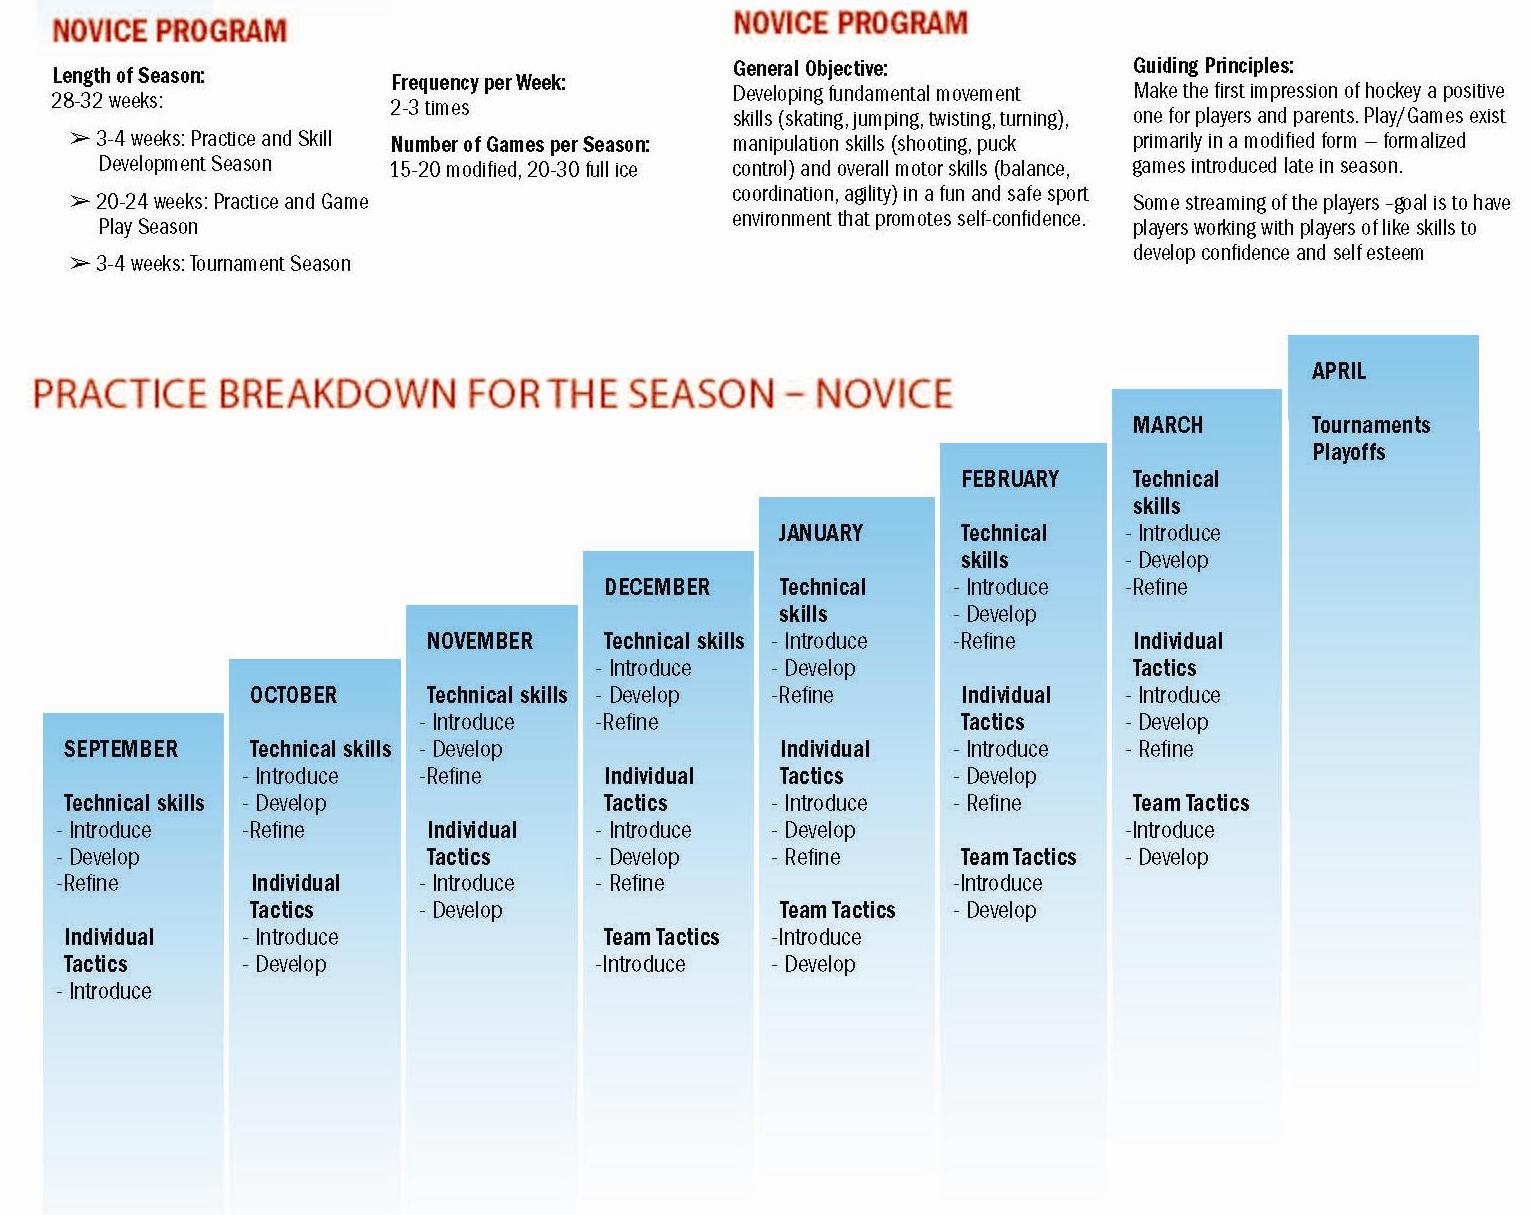 NOVICE PROGRAM
Length of Season:
28-32 weeks:
➢ 3-4 weeks: Practice and Skill
Development Season
➢ 20-24 weeks: Practice and Game
Play Season
➢ 3-4 weeks: Tournament Season
Frequency per Week:
2-3 times
Number of Games per Season:
15-20 modified, 20-30 full ice
NOVICE PROGRAM
General Objective:
Developing fundamental movement
skills (skating, jumping, twisting, turning),
manipulation skills (shooting, puck
control) and overall motor skills (balance,
coordination, agility) in a fun and safe sport
environment that promotes self-confidence.
Guiding Principles:
Make the first impression of hockey a positive
one for players and parents. Play/Games exist
primarily in a modified form — formalized
games introduced late in season.
Some streaming of the players -goal is to have
players working with players of like skills to
develop confidence and self esteem
PRACTICE BREAKDOWN FOR THE SEASON – NOVICE
SEPTEMBER
Technical skills
- Introduce
- Develop
-Refine
Individual
Tactics
- Introduce
OCTOBER
Technical skills
- Introduce
- Develop
-Refine
Individual
Tactics
- Introduce
- Develop
NOVEMBER
Technical skills
- Introduce
- Develop
-Refine
Individual
Tactics
- Introduce
- Develop
DECEMBER
Technical skills
- Introduce
- Develop
-Refine
Individual
Tactics
- Introduce
- Develop
- Refine
Team Tactics
-Introduce
JANUARY
Technical
skills
- Introduce
- Develop
-Refine
Individual
Tactics
- Introduce
- Develop
- Refine
Team Tactics
-Introduce
- Develop
FEBRUARY
Technical
skills
- Introduce
- Develop
-Refine
Individual
Tactics
- Introduce
- Develop
- Refine
Team Tactics
-Introduce
- Develop
MARCH
Technical
skills
- Introduce
- Develop
-Refine
Individual
Tactics
- Introduce
- Develop
- Refine
Team Tactics
-Introduce
- Develop
APRIL
Tournaments
Playoffs